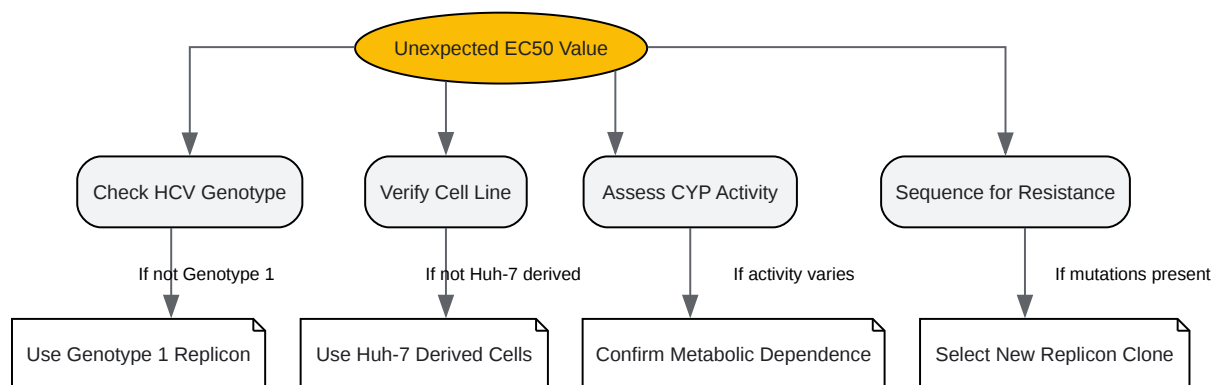 Unexpected EC50 Value
Check HCV Genotype
Verify Cell Line
Assess CYP Activity
Sequence for Resistance
If not Genotype 1
If not Huh-7 derived
If activity varies
If mutations present
Use Genotype 1 Replicon
Use Huh-7 Derived Cells
Confirm Metabolic Dependence
Select New Replicon Clone